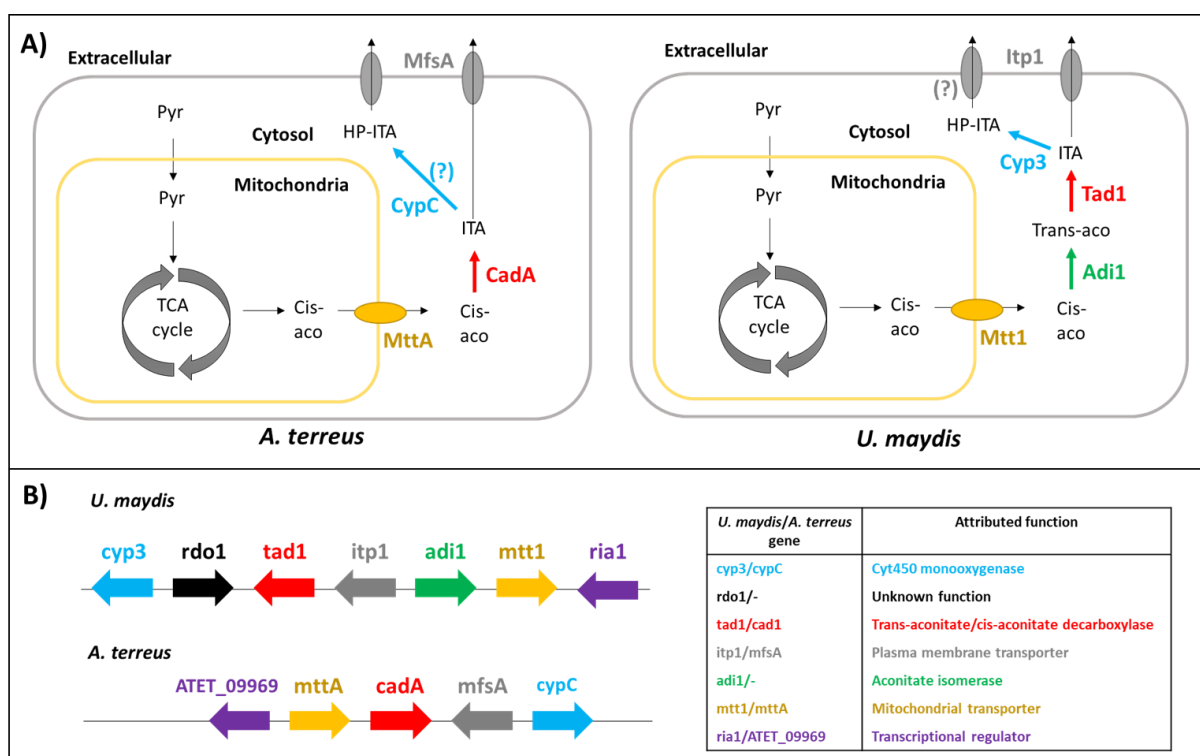 A)
Extracellular
MfsA
Pyr
HP-ITA
Cytosol
(?)
Mitochondria
Pyr
CypC
ITA
CadA
TCA
cycle
Cis-
aco
MttA
Cis-
aco
A. terreus
Extracellular
Itp1
(?)
Pyr
HP-ITA
Cytosol
ITA
Cyp3
Mitochondria
Pyr
Tad1
Trans-aco
Adi1
TCA
cycle
Cis-
aco
Mtt1
Cis-
aco
U. maydis
B)
U. maydis
cyp3 rdo1 tad1 itp1 adi1 mtt1 ria1
A. terreus
ATET_09969 mttA cadA mfsA cypC
U. maydis/A. terreus
gene
Attributed function
cyp3/cypC Cyt450 monooxygenase
rdo1/- Unknown function
tad1/cad1 Trans-aconitate/cis-aconitate decarboxylase
itp1/mfsA Plasma membrane transporter
adi1/- Aconitate isomerase
mtt1/mttA Mitochondrial transporter
ria1/ATET_09969 Transcriptional regulator